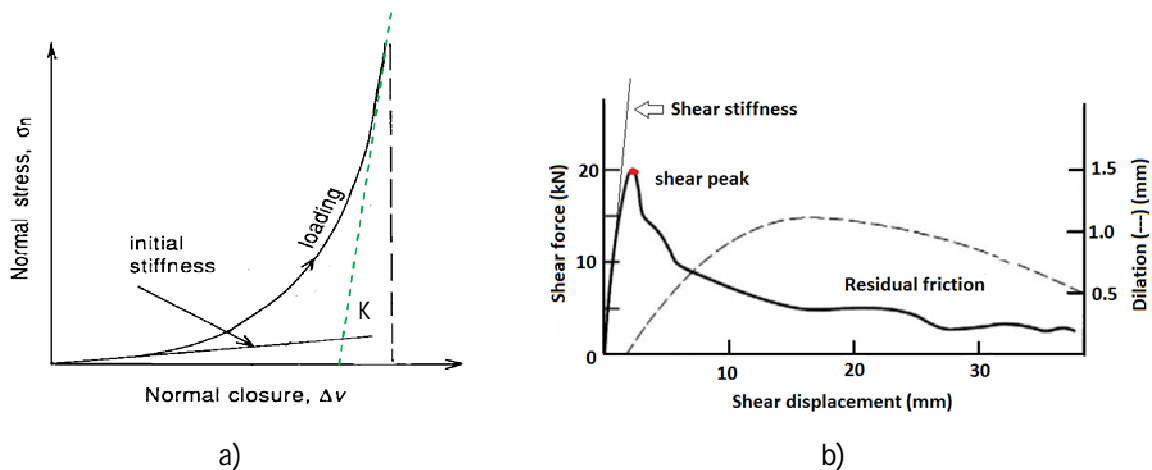 Normal stress, σn
initial
stiffness
loading
K
Normal closure, Δv
a)
Shear force (kN)
20
10
0
Shear stiffness
shear peak
Residual friction
10
20
30
Shear displacement (mm)
1.5
1.0
0.5
Dilation (---) (mm)
b)